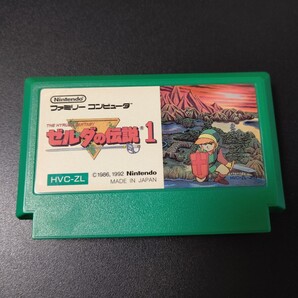 Nintendo
ファミリー コンピュータ
THE HYRULE FANTASY
ゼルダの伝説1
HVC-ZL
©1986,1992 Nintendo
MADE IN JAPAN